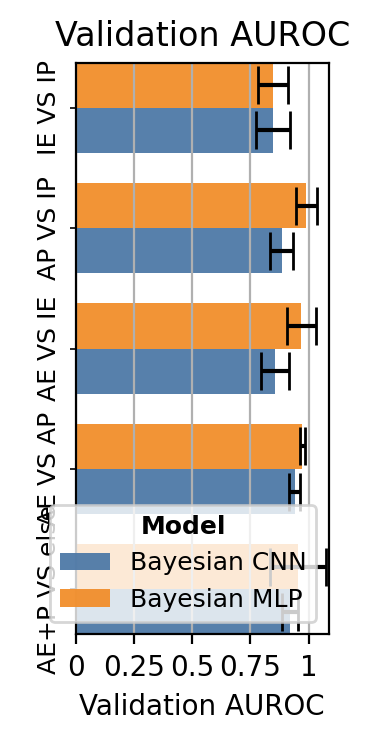 Validation AUROC
IE VS IP
AP VS IP
AE VS IE
AE VS AP
AE+P VS else
Model
Bayesian CNN
Bayesian MLP
0 0.25 0.5 0.75 1
Validation AUROC